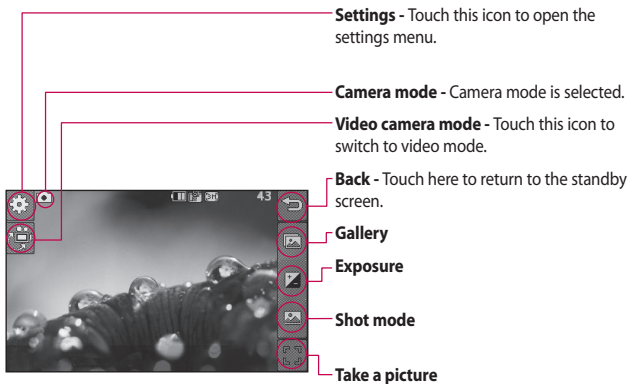 Settings - Touch this icon to open the
settings menu.
Camera mode - Camera mode is selected.
Video camera mode - Touch this icon to
switch to video mode.
Back - Touch here to return to the standby
screen.
43
Gallery
Exposure
Shot mode
Take a picture